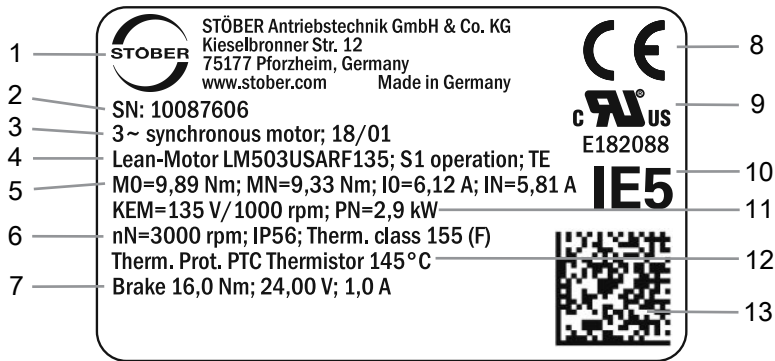 STÖBER Antriebstechnik GmbH & Co. KG
Kieselbronner Str. 12
75177 Pforzheim, Germany
www.stober.com Made in Germany
STÖBER
SN: 10087606
3~ synchronous motor; 18/01
Lean-Motor LM503USARF135; S1 operation; TE
M0=9,89 Nm; MN=9,33 Nm; I0=6,12 A; IN=5,81 A
KEM=135 V/1000 rpm; PN=2,9 kW
nN=3000 rpm; IP56; Therm. class 155 (F)
Therm. Prot. PTC Thermistor 145°C
Brake 16,0 Nm; 24,00 V; 1,0 A
CE
C RU ® US
E182088
IE5
1
2
3
4
5
6
7
8
9
10
11
12
13